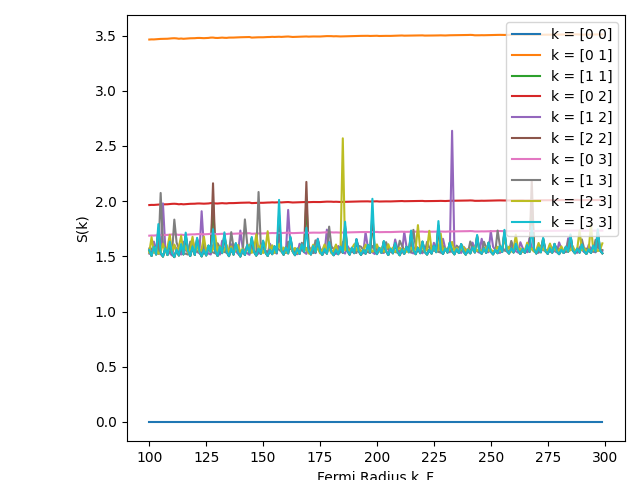 3.5
3.0
2.5
2.0
1.5
1.0
0.5
0.0
S(k)
k = [0 0]
k = [0 1]
k = [1 1]
k = [0 2]
k = [1 2]
k = [2 2]
k = [0 3]
k = [1 3]
k = [2 3]
k = [3 3]
100 125 150 175 200 225 250 275 300
Fermi Radius k_F